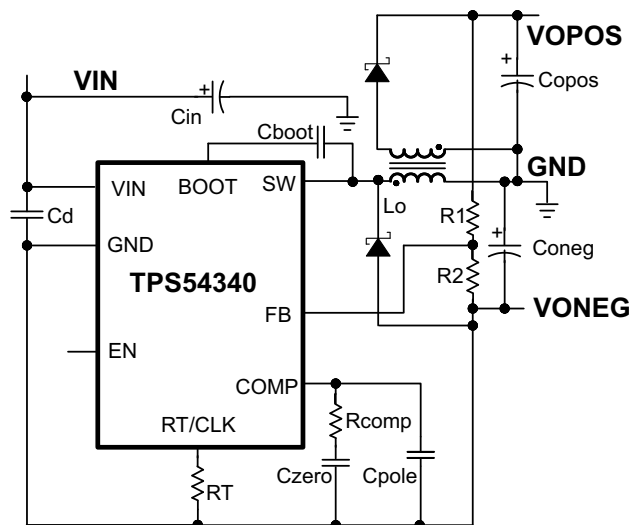 VOPOS
VIN
+
+
Copos
Cin
Cboot
GND
VIN
BOOT
SW
Lo
Cd
R1
+
GND
Coneg
R2
TPS54340
VONEG
FB
EN
COMP
RT/CLK
Rcomp
Czero
Cpole
RT